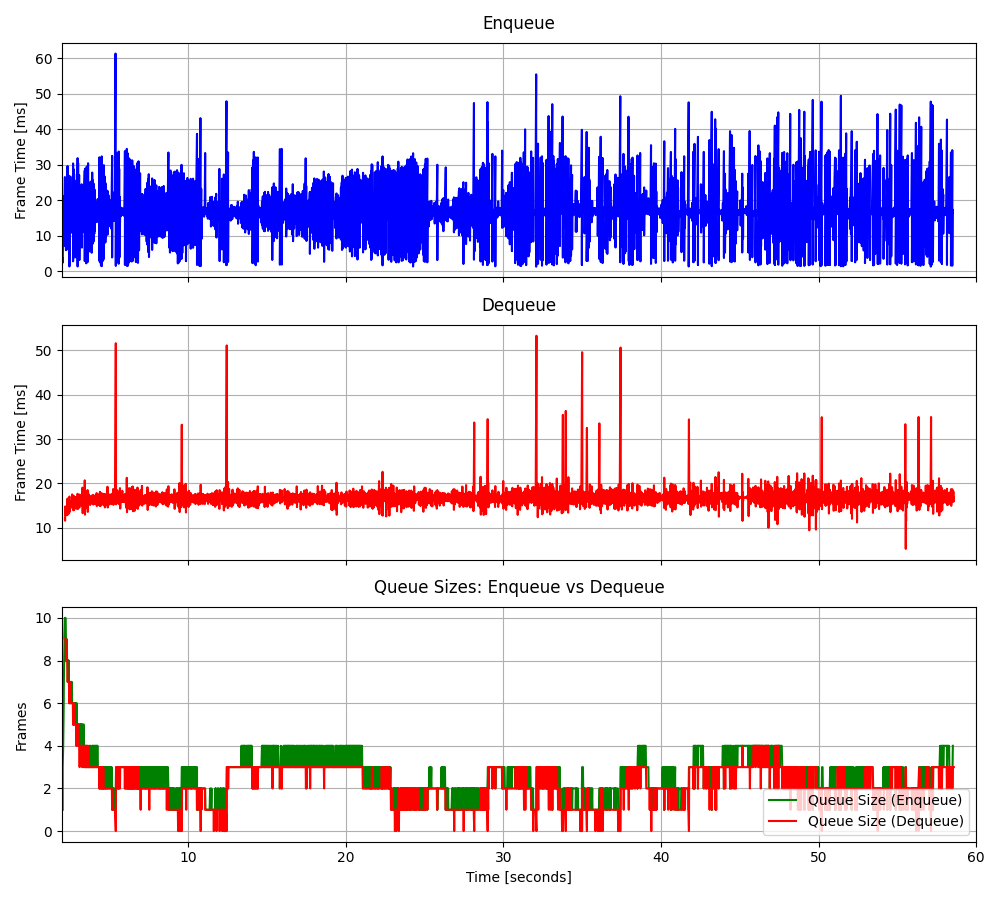 Enqueue
Frame Time [ms]
60
50
40
30
20
10
0
Dequeue
Frame Time [ms]
50
40
30
20
10
Queue Sizes: Enqueue vs Dequeue
Frames
10
8
6
4
2
0
Queue Size (Enqueue)
Queue Size (Dequeue)
10 20 30 40 50 60
Time [seconds]